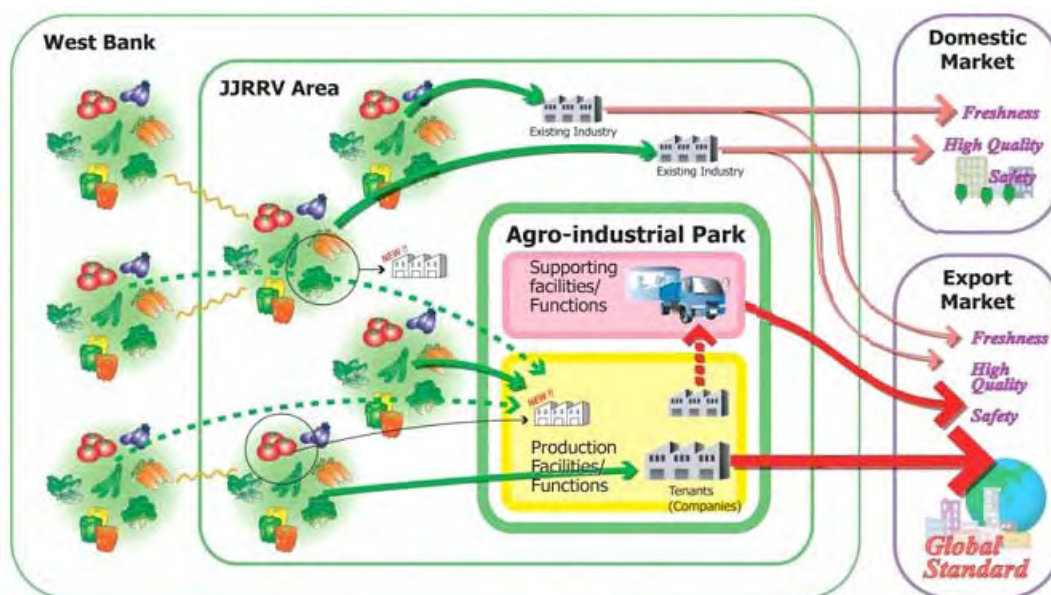 West Bank
JJRRV Area
Existing Industry
Existing Industry
NEW !!
Agro-industrial Park
Supporting
facilities/
Functions
NEW !!
Production
Facilities/
Functions
Tenants
(Companies)
Domestic
Market
Freshness
High Quality
Safety
Export
Market
Freshness
High
Quality
Safety
Global
Standard